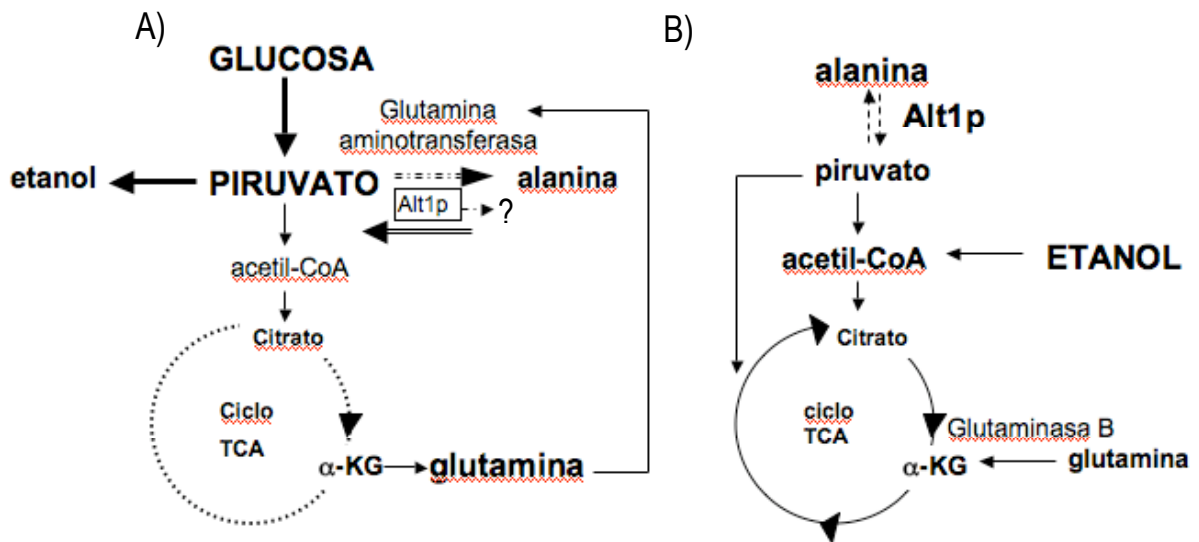 A)
GLUCOSA
Glutamina
aminotransferasa
etanol
PIRUVATO
alanina
Alt1p
?
acetil-CoA
Citrato
Ciclo
TCA
α-KG
glutamina
B)
alanina
Alt1p
piruvato
acetil-CoA
ETANOL
Citrato
ciclo
TCA
Glutaminasa B
α-KG
glutamina